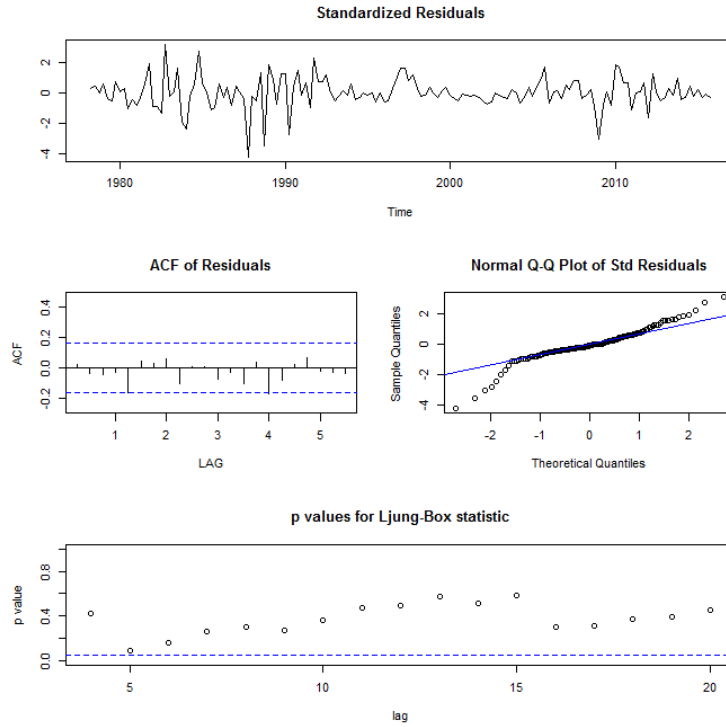 Standardized Residuals
2
0
-2
-4
1980 1990 2000 2010
Time
ACF of Residuals
ACF
0.4
0.2
0.0
-0.2
1 2 3 4 5
LAG
Normal Q-Q Plot of Std Residuals
Sample Quantiles
2
0
-2
-4
-2 -1 0 1 2
Theoretical Quantiles
p values for Ljung-Box statistic
p value
0.8
0.4
0.0
5 10 15 20
lag